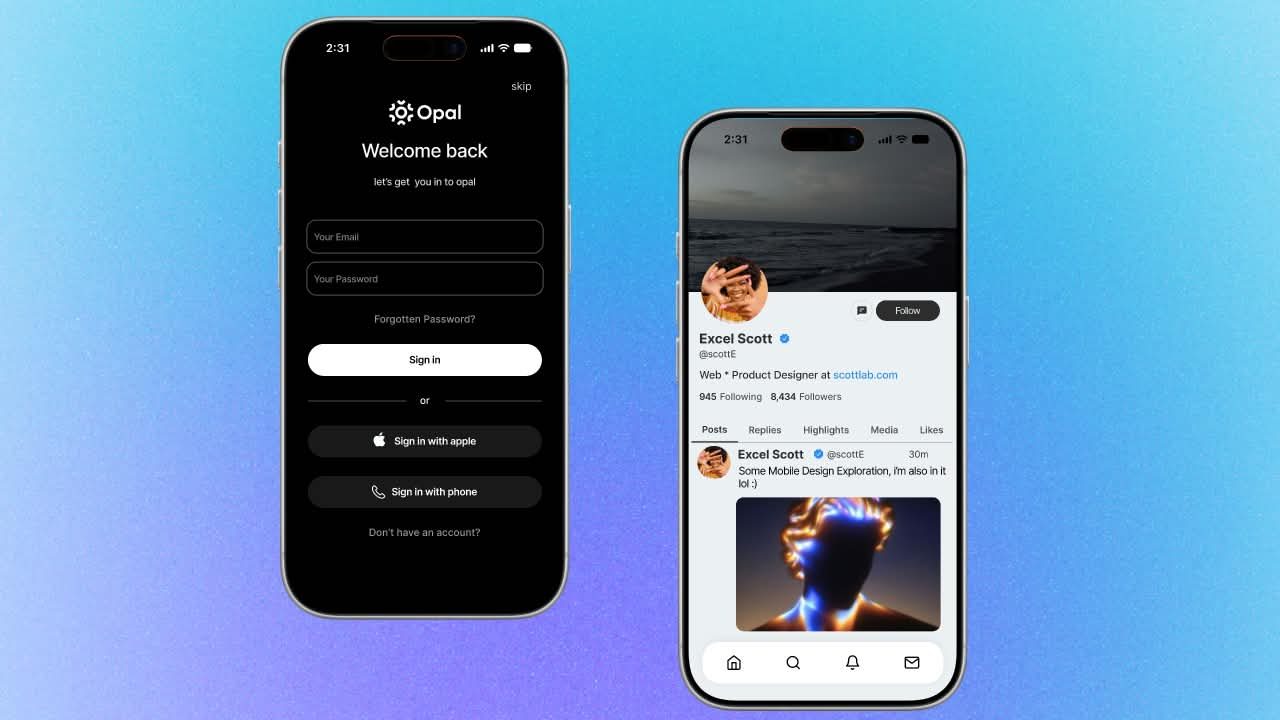 2:31
skip
Opal
Welcome back
let's get you in to opal
Your Email
Your Password
Forgotten Password?
Sign in
or
Sign in with apple
Sign in with phone
Don't have an account?
2:31
Follow
Excel Scott
@scottE
Web * Product Designer at scottlab.com
945 Following 8,434 Followers
Posts Replies Highlights Media Likes
Excel Scott @scottE 30m
Some Mobile Design Exploration, i'm also in it
lol :)